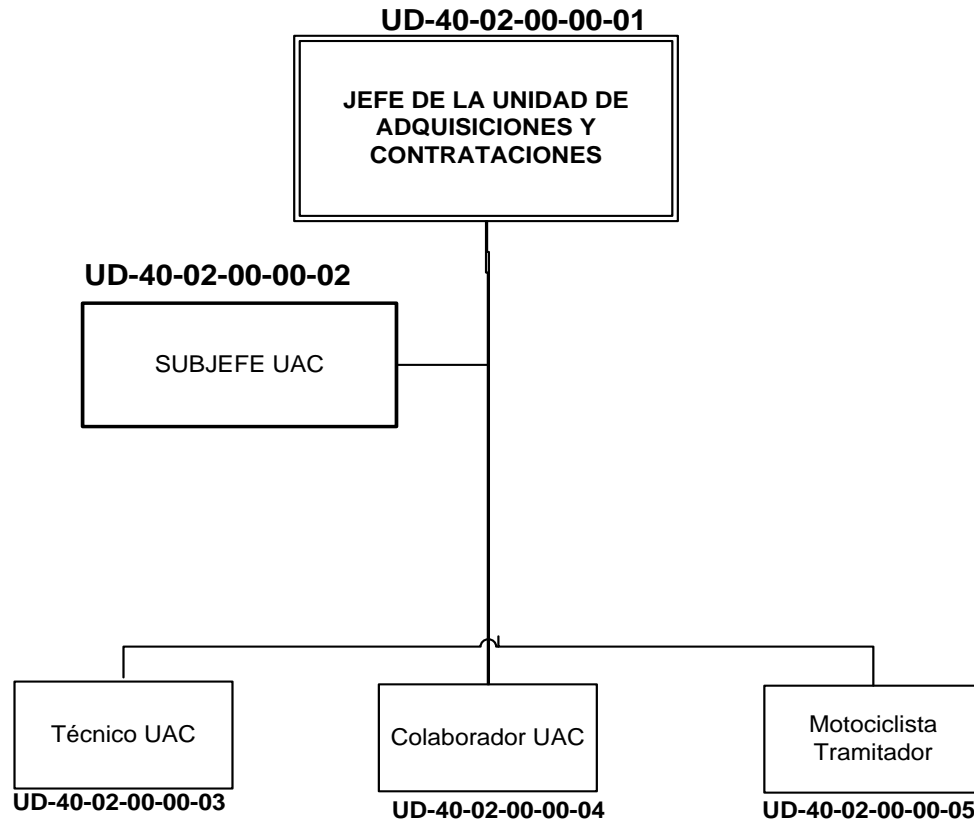 UD-40-02-00-00-01
JEFE DE LA UNIDAD DE
ADQUISICIONES Y
CONTRATACIONES
UD-40-02-00-00-02
SUBJEFE UAC
Técnico UAC
UD-40-02-00-00-03
Colaborador UAC
UD-40-02-00-00-04
Motociclista
Tramitador
UD-40-02-00-00-05